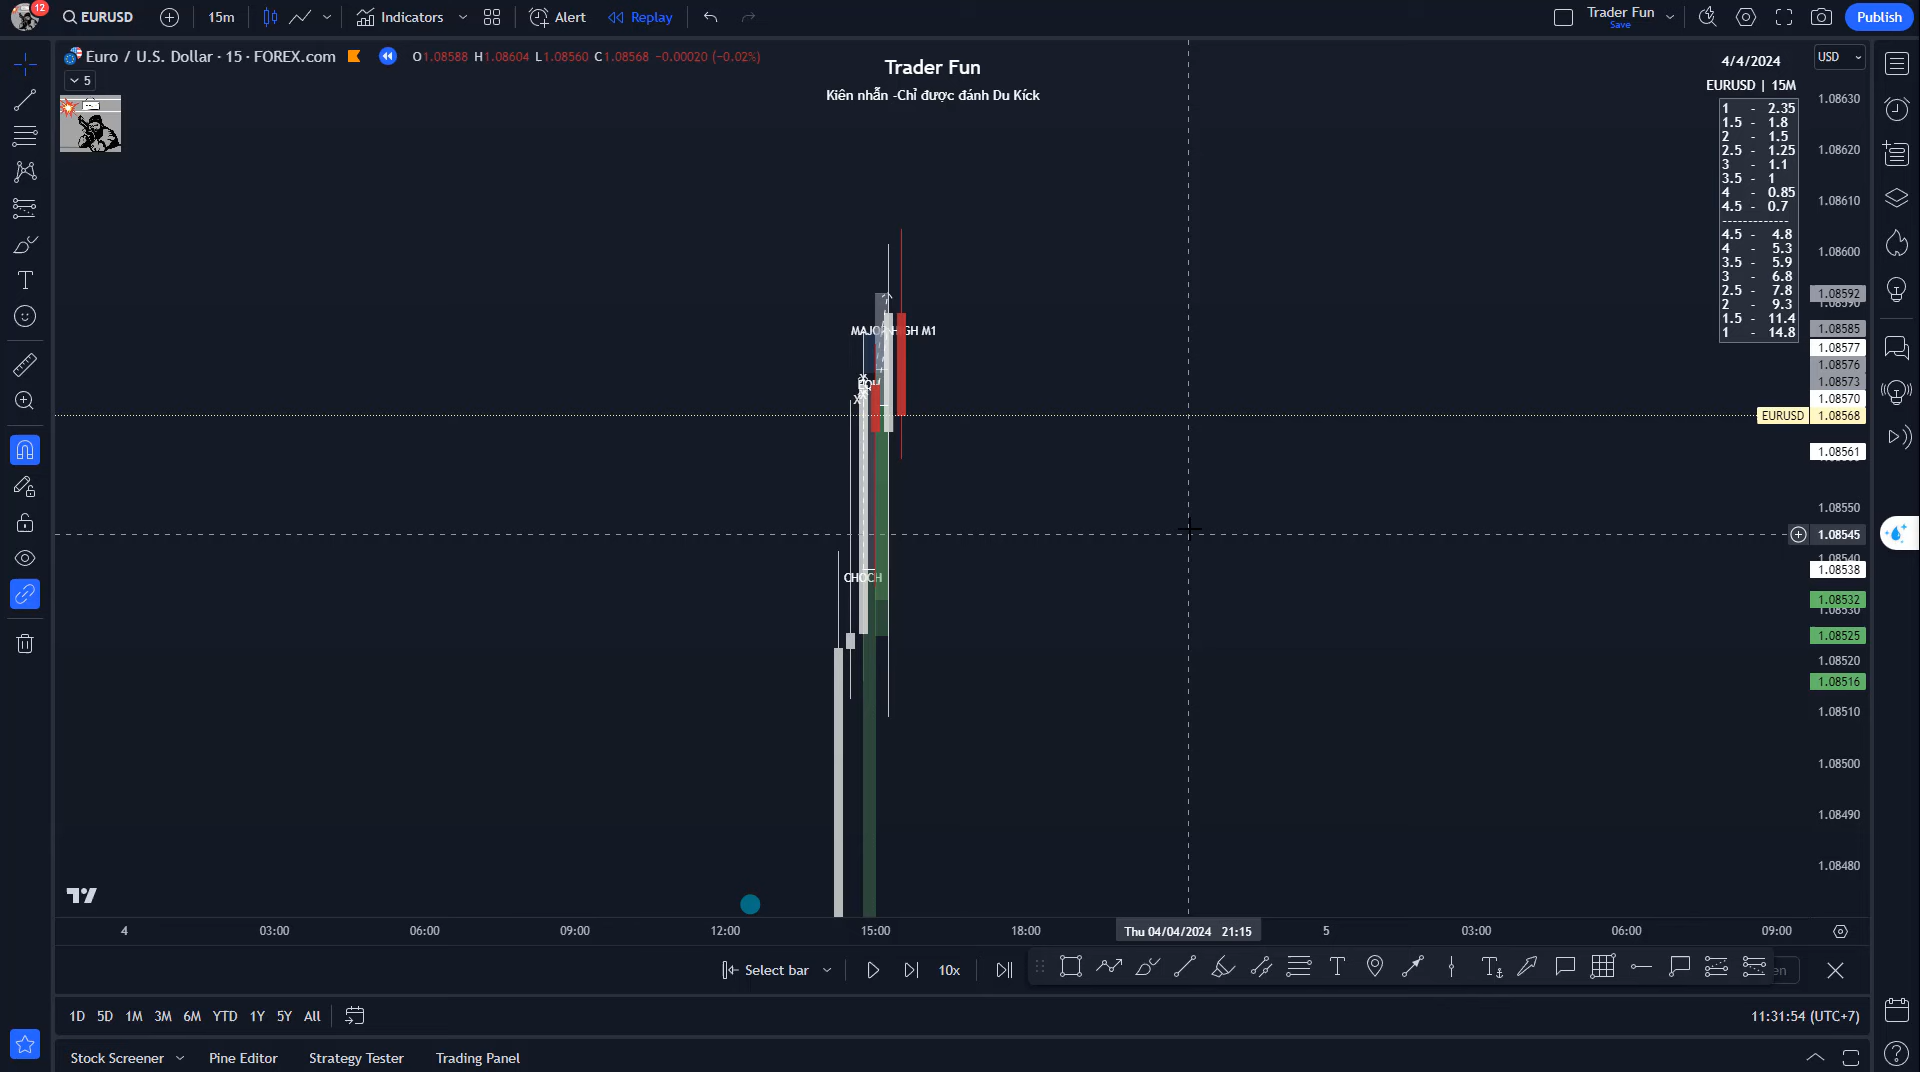 12
EURUSD
15m
Indicators
Alert
Replay
Trader Fun
Save
Publish
Euro / U.S. Dollar · 15 · FOREX.com
O1.08588 H1.08604 L1.08560 C1.08568 −0.00020 (−0.02%)
5
Trader Fun
Kiên nhẫn -Chỉ được đánh Du Kích
4/4/2024
EURUSD | 15M
1 - 2.35
1.5 - 1.8
2 - 1.5
2.5 - 1.25
3 - 1.1
3.5 - 1
4 - 0.85
4.5 - 0.7
--------------
4.5 - 4.8
4 - 5.3
3.5 - 5.9
3 - 6.8
2.5 - 7.8
2 - 9.3
1.5 - 11.4
1 - 14.8
USD
1.08630
1.08620
1.08610
1.08600
1.08592
1.08590
1.08585
1.08577
1.08576
1.08573
1.08570
EURUSD 1.08568
1.08561
1.08550
1.08545
1.08540
1.08538
1.08532
1.08530
1.08525
1.08520
1.08516
1.08510
1.08500
1.08490
1.08480
MAJOR HIGH M1
CHOCH
4
03:00
06:00
09:00
12:00
15:00
18:00
Thu 04/04/2024 21:15
5
03:00
06:00
09:00
Select bar
10x
1D 5D 1M 3M 6M YTD 1Y 5Y All
11:31:54 (UTC+7)
Stock Screener
Pine Editor
Strategy Tester
Trading Panel